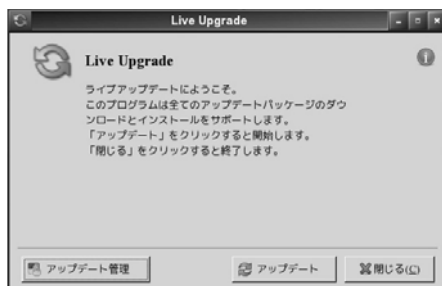 Live Upgrade
Live Upgrade
ライブアップデートにようこそ。
このプログラムは全てのアップデートパッケージのダウ
ンロードとインストールをサポートします。
「アップデート」をクリックすると開始します。
「閉じる」をクリックすると終了します。
アップデート管理
アップデート
閉じる(C)